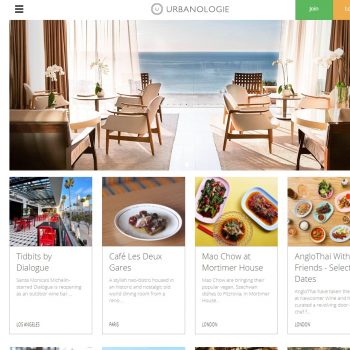 URBANOLOGIE
Join
Tidbits by
Dialogue
Santa Monica's Michelin-
starred Dialogue is reopening
as an outdoor wine bar ...
LOS ANGELES
Café Les Deux
Gares
A stylish neo-bistro housed in
an historic and nostalgic old
world dining room from a
PARIS
Mao Chow at
Mortimer House
Mao Chow are bringing their
popular vegan, Szechwan
dishes to Fitzrovia in Mortimer
House...
LONDON
AngloThai With
Friends - Select
Dates
AngloThai have taken the
at newcomer Wine and
curated a revolving door
chef...
LONDON